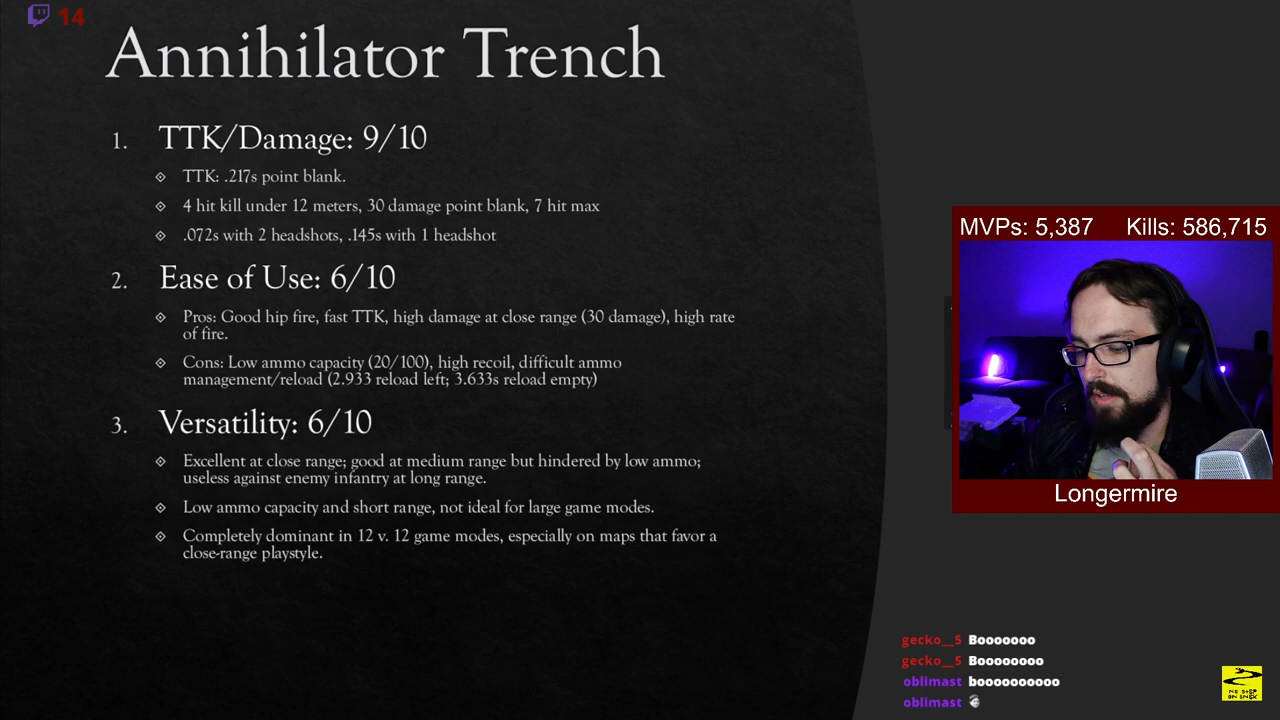 14
Annihilator Trench
1. TTK/Damage: 9/10
TTK: .217s point blank.
4 hit kill under 12 meters, 30 damage point blank, 7 hit max
.072s with 2 headshots, .145s with 1 headshot
2. Ease of Use: 6/10
Pros: Good hip fire, fast TTK, high damage at close range (30 damage), high rate
of fire.
Cons: Low ammo capacity (20/100), high recoil, difficult ammo
management/reload (2.933 reload left; 3.633s reload empty)
3. Versatility: 6/10
Excellent at close range; good at medium range but hindered by low ammo;
useless against enemy infantry at long range.
Low ammo capacity and short range, not ideal for large game modes.
Completely dominant in 12 v. 12 game modes, especially on maps that favor a
close-range playstyle.
MVPs: 5,387 Kills: 586,715
Longermire
gecko__5 Booooooo
gecko__5 Boooooooo
oblimast boooooooooo
oblimast
NO STEP
ON SNEK